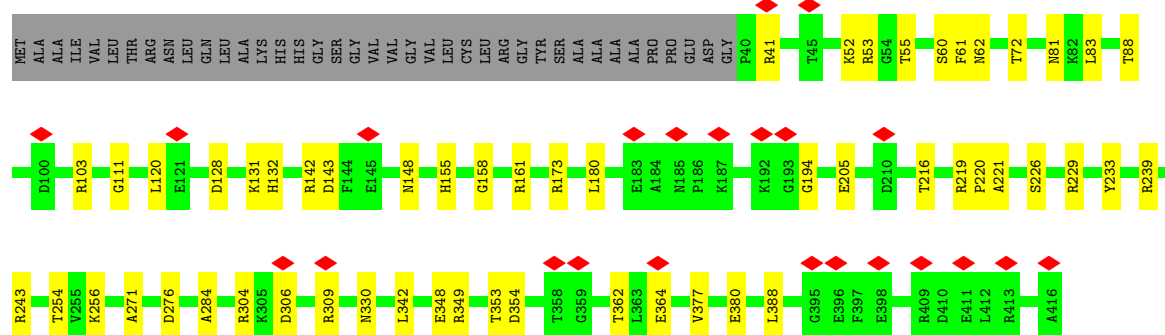 MET ALA ALA ILE VAL LEU THR ARG ASN LEU GLN LEU ALA LYS HIS HIS GLY SER GLY VAL VAL GLY VAL LEU CYS LEU ARG GLY TYR SER ALA ALA ALA ALA PRO PRO GLU ASP GLY P40 R41 T45 K52 R53 G54 T55 S60 F61 N62 T72 N81 K82 L83 T88
D100 R103 G111 L120 E121 D128 K131 H132 R142 D143 F144 E145 N148 H155 G158 R161 R173 L180 E183 A184 N185 P186 K187 K192 G193 G194 E205 D210 T216 R219 P220 A221 S226 R229 Y233 R239
R243 T254 V255 K256 A271 D276 A284 R304 K305 D306 R309 N330 L342 E348 R349 T353 D354 T358 G359 T362 L363 E364 V377 E380 L388 G395 E396 F397 E398 R409 D410 E411 L412 R413 A416